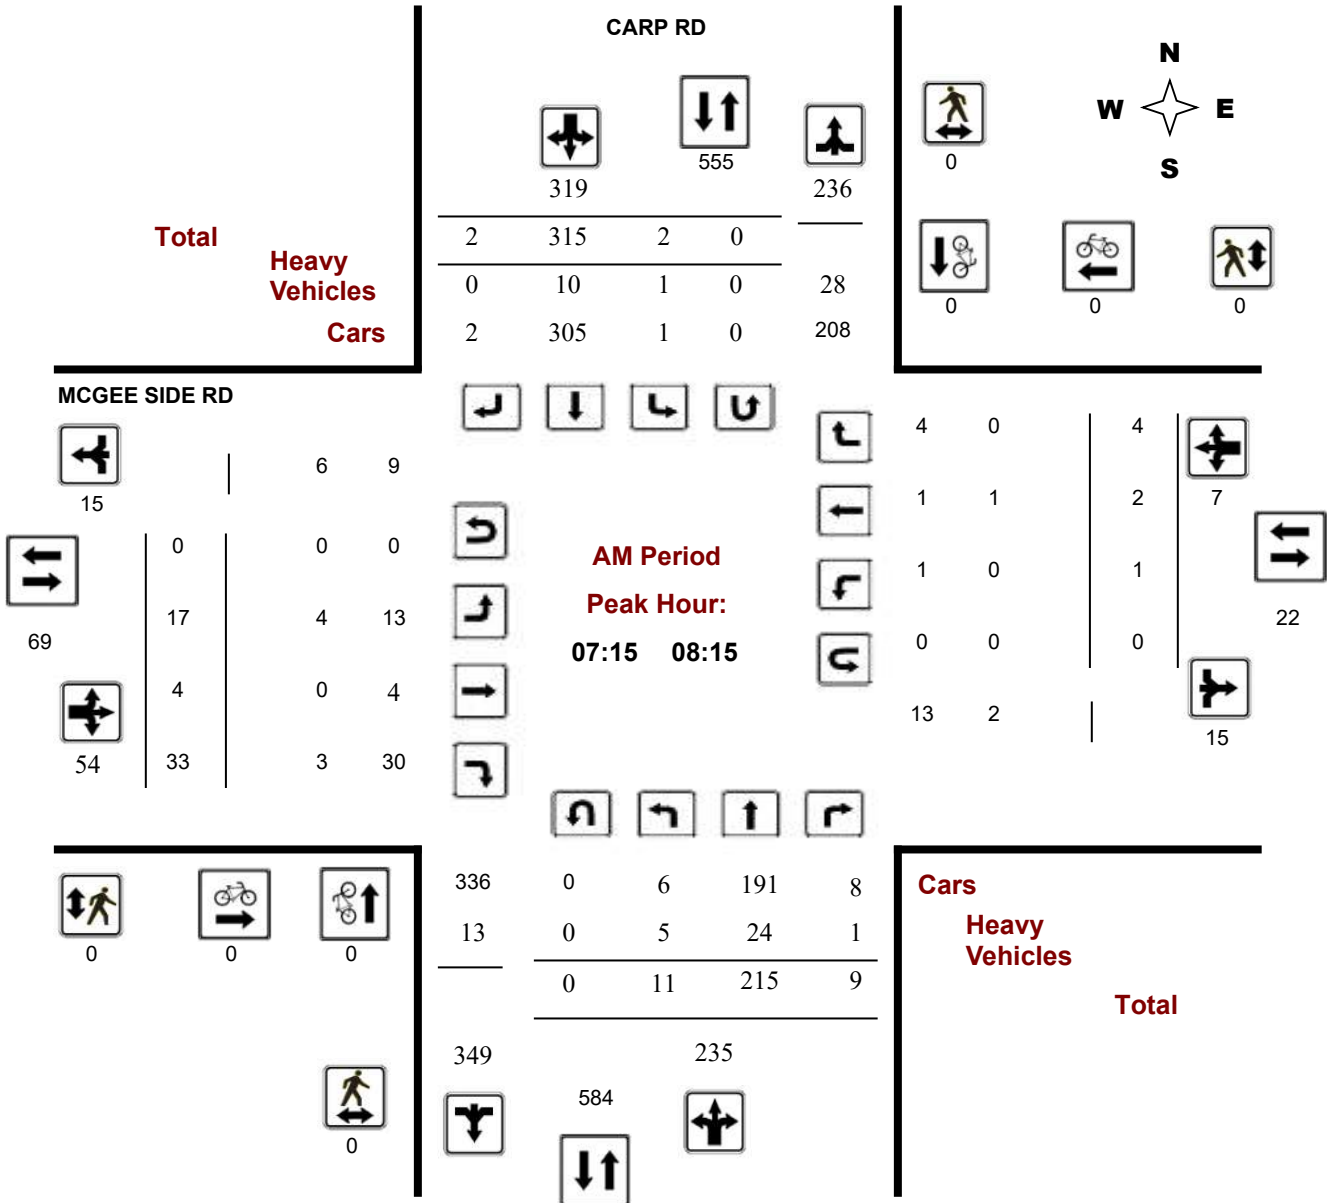 CARP RD
N
W E
S
555
0
319 236
Total 2 315 2 0
Heavy
Vehicles 0 10 1 0 28
0 0 0
Cars 2 305 1 0 208
MCGEE SIDE RD
4 0 4
6 9
15 1 1 2 7
0 0 0 AM Period
1 0 1
17 4 13 Peak Hour:
22
69 07:15 08:15 0 0 0
4 0 4
13 2
15
54 33 3 30
336 0 6 191 8 Cars
13 0 5 24 1 Heavy
Vehicles
0 0 0
0 11 215 9
Total
349 235
584
0